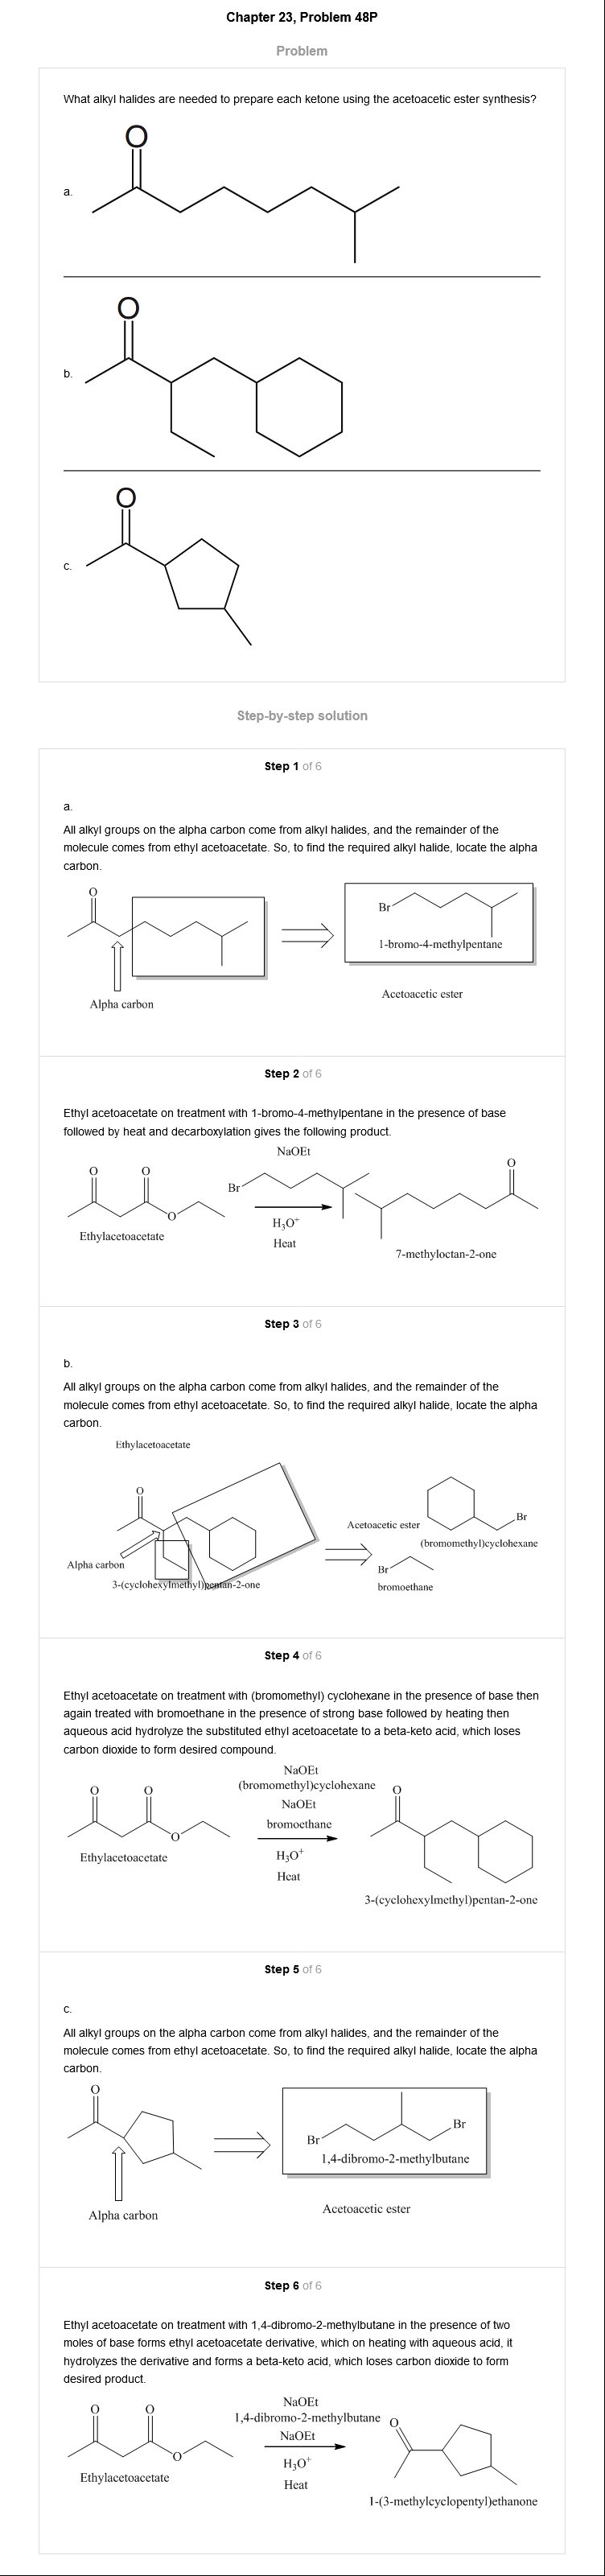 Chapter 23, Problem 48P
Problem
What alkyl halides are needed to prepare each ketone using the acetoacetic ester synthesis?
O
a.
O
b.
O
c.
Step-by-step solution
Step 1 of 6
a.
All alkyl groups on the alpha carbon come from alkyl halides, and the remainder of the
molecule comes from ethyl acetoacetate. So, to find the required alkyl halide, locate the alpha
carbon.
O
Br
1-bromo-4-methylpentane
Acetoacetic ester
Alpha carbon
Step 2 of 6
Ethyl acetoacetate on treatment with 1-bromo-4-methylpentane in the presence of base
followed by heat and decarboxylation gives the following product.
NaOEt
O O O
Br
O
H3O+
Ethylacetoacetate
Heat
7-methyloctan-2-one
Step 3 of 6
b.
All alkyl groups on the alpha carbon come from alkyl halides, and the remainder of the
molecule comes from ethyl acetoacetate. So, to find the required alkyl halide, locate the alpha
carbon.
Ethylacetoacetate
O
Br
Acetoacetic ester
(bromomethyl)cyclohexane
Alpha carbon
Br
3-(cyclohexylmethyl)pentan-2-one
bromoethane
Step 4 of 6
Ethyl acetoacetate on treatment with (bromomethyl) cyclohexane in the presence of base then
again treated with bromoethane in the presence of strong base followed by heating then
aqueous acid hydrolyze the substituted ethyl acetoacetate to a beta-keto acid, which loses
carbon dioxide to form desired compound.
NaOEt
(bromomethyl)cyclohexane
O O O
NaOEt
bromoethane
O
Ethylacetoacetate
H3O+
Heat
3-(cyclohexylmethyl)pentan-2-one
Step 5 of 6
c.
All alkyl groups on the alpha carbon come from alkyl halides, and the remainder of the
molecule comes from ethyl acetoacetate. So, to find the required alkyl halide, locate the alpha
carbon.
O
Br
Br
1,4-dibromo-2-methylbutane
Acetoacetic ester
Alpha carbon
Step 6 of 6
Ethyl acetoacetate on treatment with 1,4-dibromo-2-methylbutane in the presence of two
moles of base forms ethyl acetoacetate derivative, which on heating with aqueous acid, it
hydrolyzes the derivative and forms a beta-keto acid, which loses carbon dioxide to form
desired product.
NaOEt
O O
1,4-dibromo-2-methylbutane
O
NaOEt
O
H3O+
Ethylacetoacetate
Heat
1-(3-methylcyclopentyl)ethanone